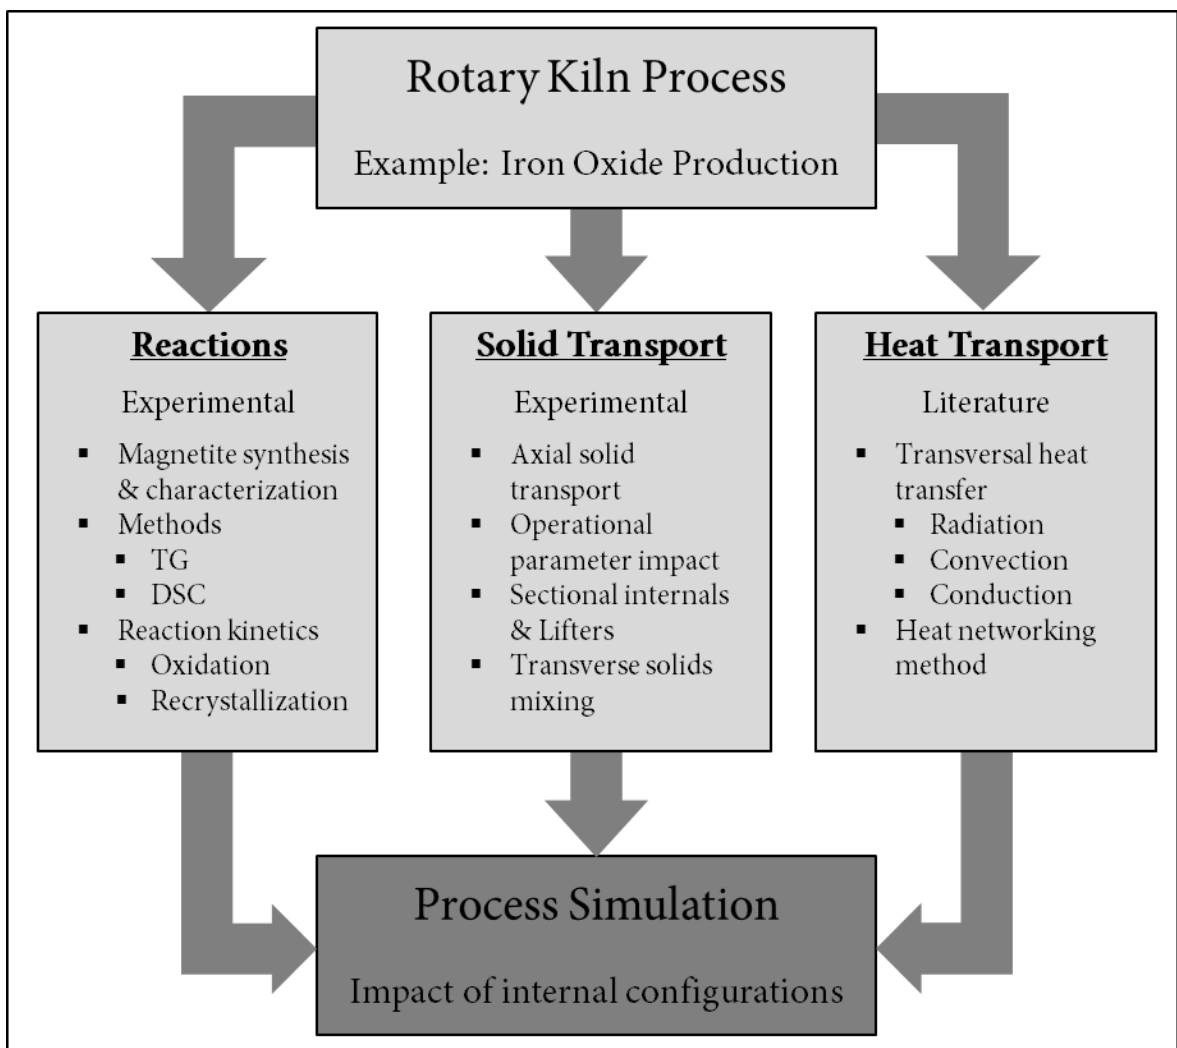 Rotary Kiln Process
Example: Iron Oxide Production
Reactions
Experimental
▪ Magnetite synthesis
& characterization
▪ Methods
▪ TG
▪ DSC
▪ Reaction kinetics
▪ Oxidation
▪ Recrystallization
Solid Transport
Experimental
▪ Axial solid
transport
▪ Operational
parameter impact
▪ Sectional internals
& Lifters
▪ Transverse solids
mixing
Heat Transport
Literature
▪ Transversal heat
transfer
▪ Radiation
▪ Convection
▪ Conduction
▪ Heat networking
method
Process Simulation
Impact of internal configurations